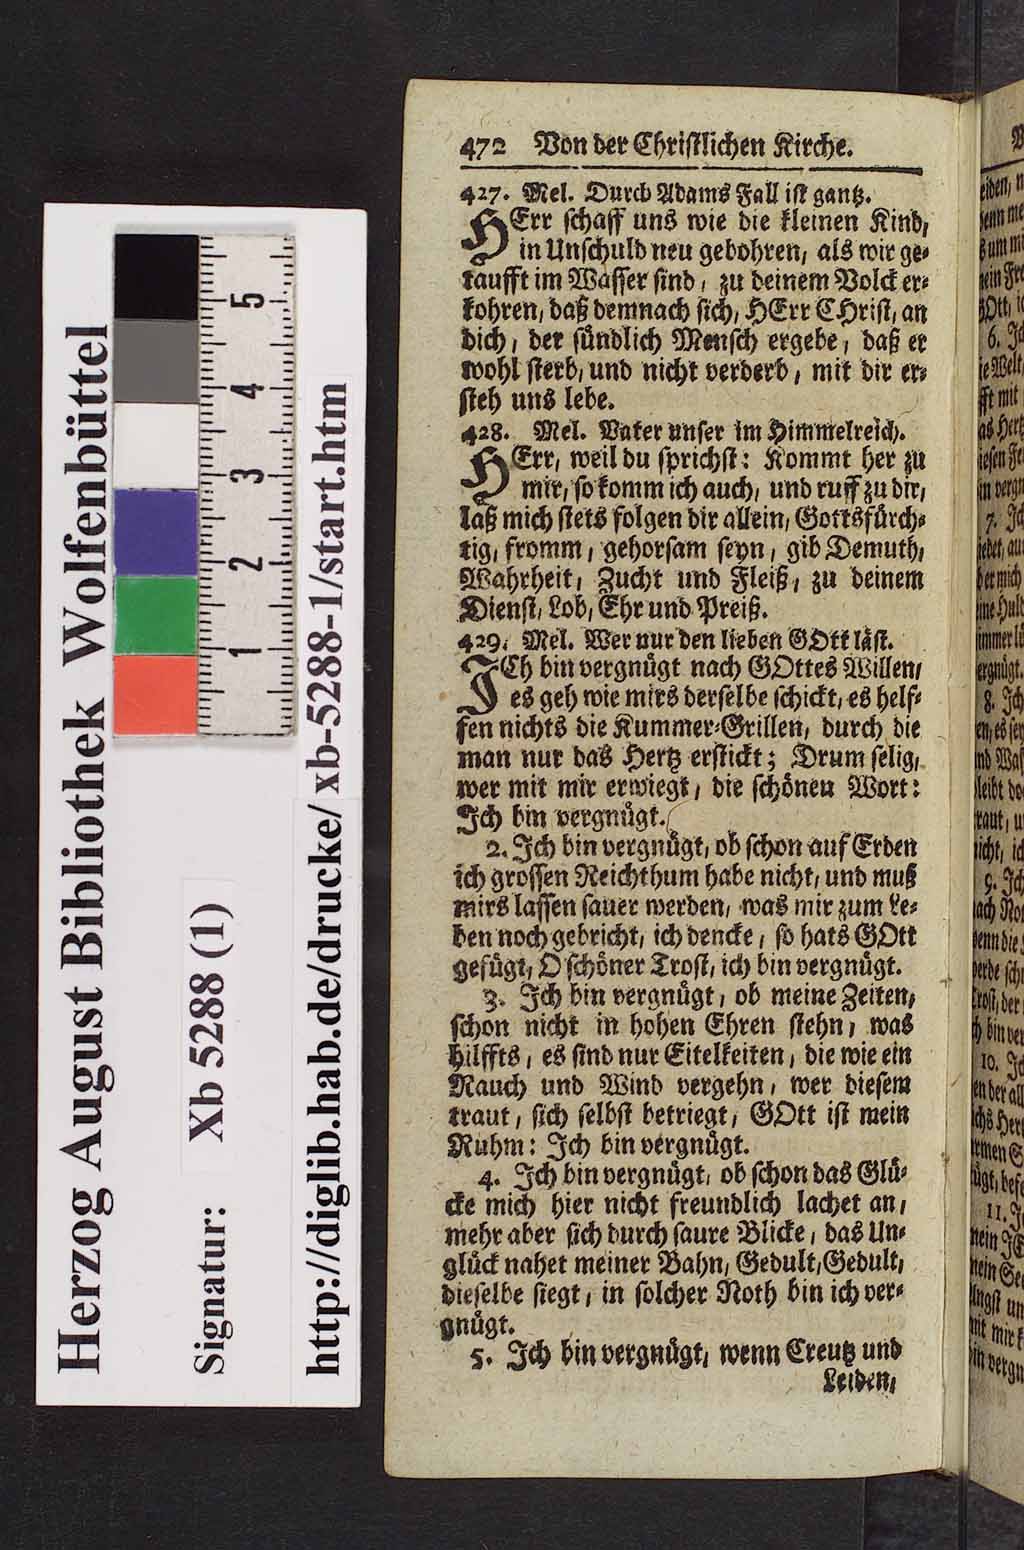 Herzog August Bibliothek Wolfenbüttel
Signatur: Xb 5288 (1)
http://diglib.hab.de/drucke/xb-5288-1/start.htm
1 2 3 4 5
472 Von der Christlichen Kirche.
427. Mel. Durch Adams Fall ist gantz.
HErr schaff uns wie die kleinen Kind,
in Unschuld neu gebohren, als wir ge-
taufft im Wasser sind, zu deinem Volck er-
kohren, daß demnach sich, HErr CHrist, an
dich, der sündlich Mensch ergebe, daß er
wohl sterb, und nicht verderb, mit dir er-
steh uns lebe.
428. Mel. Vater unser im Himmelreich.
HErr, weil du sprichst: Kommt her zu
mir, so komm ich auch, und ruff zu dir,
laß mich stets folgen dir allein, Gottsfürch-
tig, fromm, gehorsam seyn, gib Demuth,
Wahrheit, Zucht und Fleiß, zu deinem
Dienst, Lob, Ehr und Preiß.
429. Mel. Wer nur den lieben GOtt läst.
ICh bin vergnügt nach GOttes Willen,
es geh wie mirs derselbe schickt, es helf-
fen nichts die Kummer-Grillen, durch die
man nur das Hertz erstickt; Drum selig,
wer mit mir erwiegt, die schönen Wort:
Ich bin vergnügt.
2. Ich bin vergnügt, ob schon auf Erden
ich grossen Reichthum habe nicht, und muß
mirs lassen sauer werden, was mir zum Le-
ben noch gebricht, ich dencke, so hats GOtt
gefügt, O schöner Trost, ich bin vergnügt.
3. Ich bin vergnügt, ob meine Zeiten,
schon nicht in hohen Ehren stehn, was
hilffts, es sind nur Eitelkeiten, die wie ein
Rauch und Wind vergehn, wer diesem
traut, sich selbst betriegt, GOtt ist mein
Ruhm: Ich bin vergnügt.
4. Ich bin vergnügt, ob schon das Glü-
cke mich hier nicht freundlich lachet an,
mehr aber sich durch saure Blicke, das Un-
glück nahet meiner Bahn, Gedult, Gedult,
dieselbe siegt, in solcher Noth bin ich ver-
gnügt.
5. Ich bin vergnügt, wenn Creutz und
Leiden,